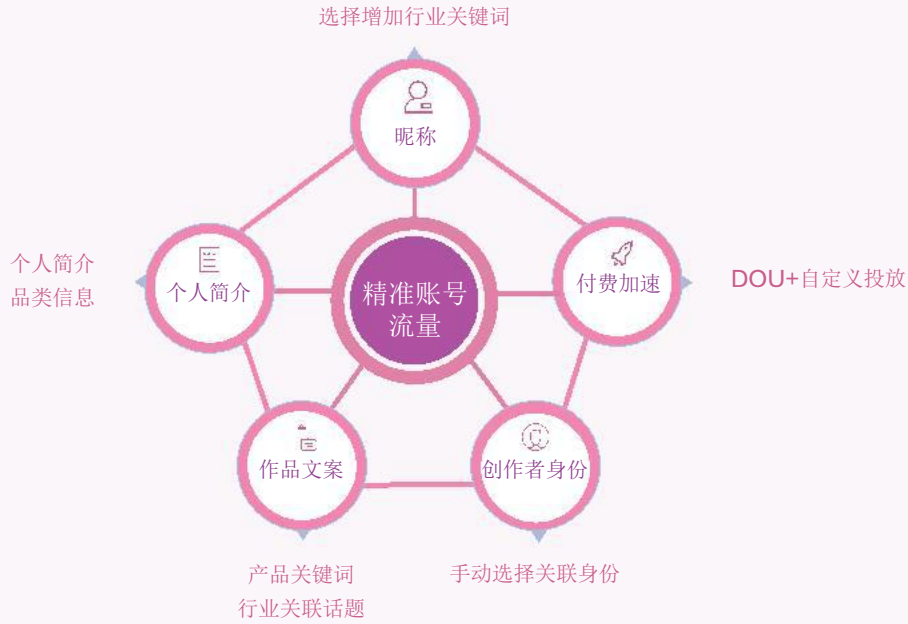 选择增加行业关键词
昵称
个人简介
品类信息
个人简介
精准账号
流量
付费加速
DOU+自定义投放
作品文案
创作者身份
产品关键词
行业关联话题
手动选择关联身份